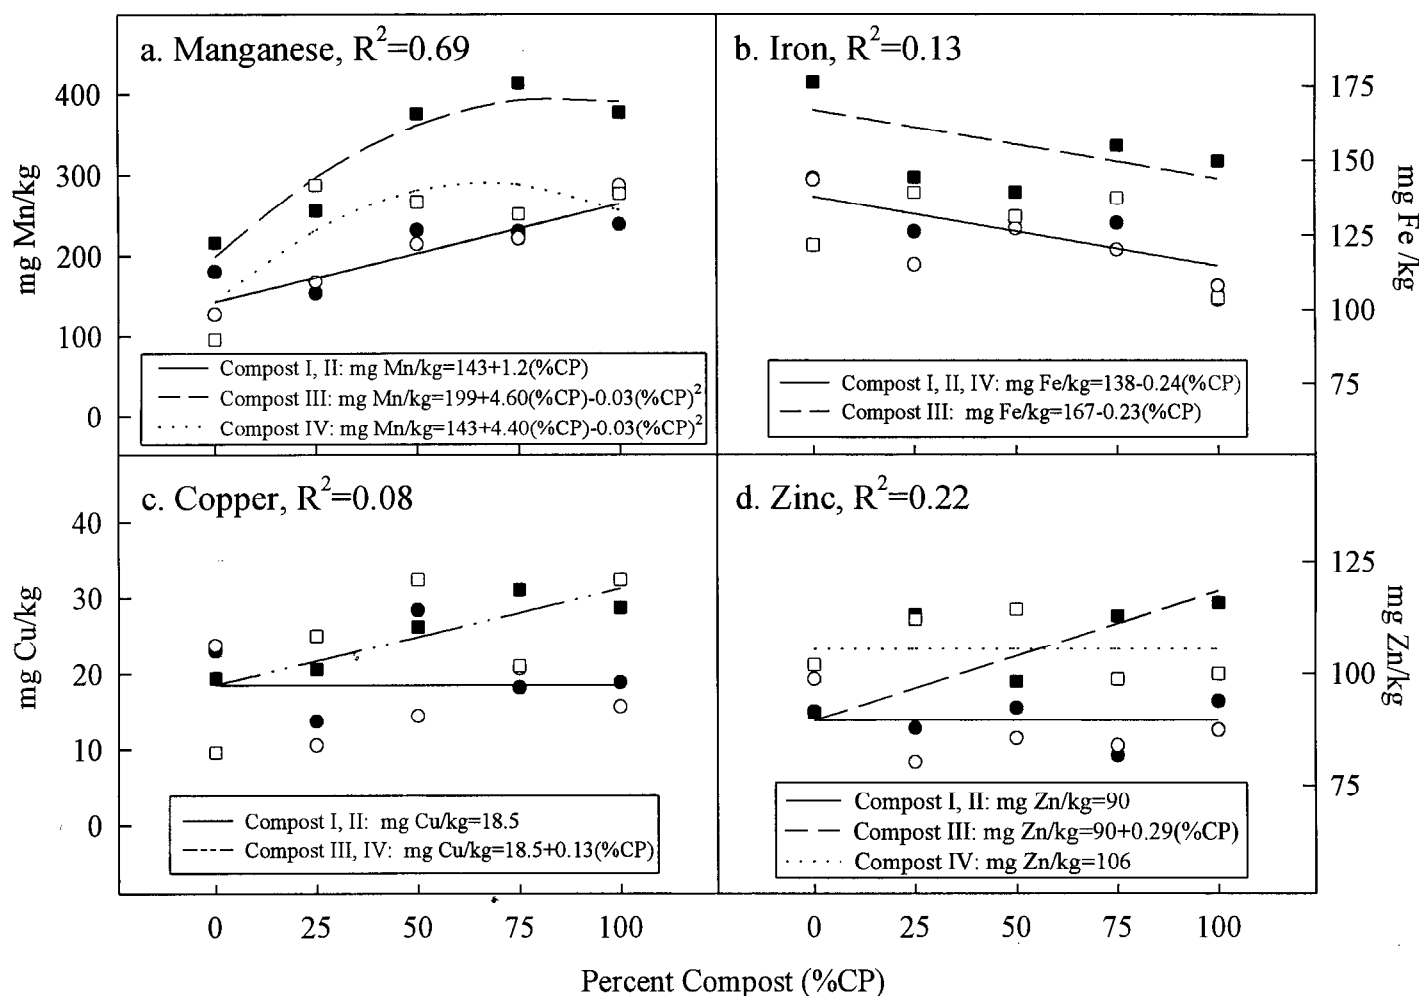 a. Manganese, R²=0.69
400
300
200
100
0
mg Mn/kg
Compost I, II: mg Mn/kg=143+1.2(%CP)
Compost III: mg Mn/kg=199+4.60(%CP)-0.03(%CP)²
Compost IV: mg Mn/kg=143+4.40(%CP)-0.03(%CP)²
b. Iron, R²=0.13
175
150
125
100
75
mg Fe /kg
Compost I, II, IV: mg Fe/kg=138-0.24(%CP)
Compost III: mg Fe/kg=167-0.23(%CP)
c. Copper, R²=0.08
40
30
20
10
0
mg Cu/kg
Compost I, II: mg Cu/kg=18.5
Compost III, IV: mg Cu/kg=18.5+0.13(%CP)
d. Zinc, R²=0.22
125
100
75
mg Zn/kg
Compost I, II: mg Zn/kg=90
Compost III: mg Zn/kg=90+0.29(%CP)
Compost IV: mg Zn/kg=106
0 25 50 75 100
0 25 50 75 100
Percent Compost (%CP)